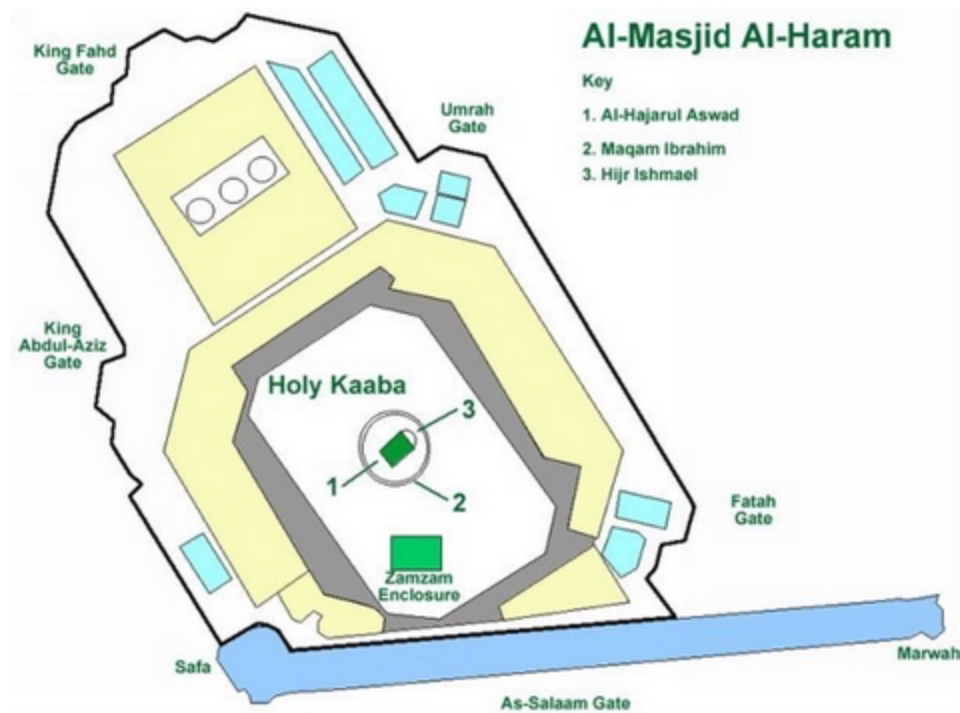 Al-Masjid Al-Haram
Key
1. Al-Hajarul Aswad
2. Maqam Ibrahim
3. Hijr Ishmael
King Fahd
Gate
Umrah
Gate
King
Abdul-Aziz
Gate
Holy Kaaba
3
1
2
Fatah
Gate
Zamzam
Enclosure
Safa
Marwah
As-Salaam Gate